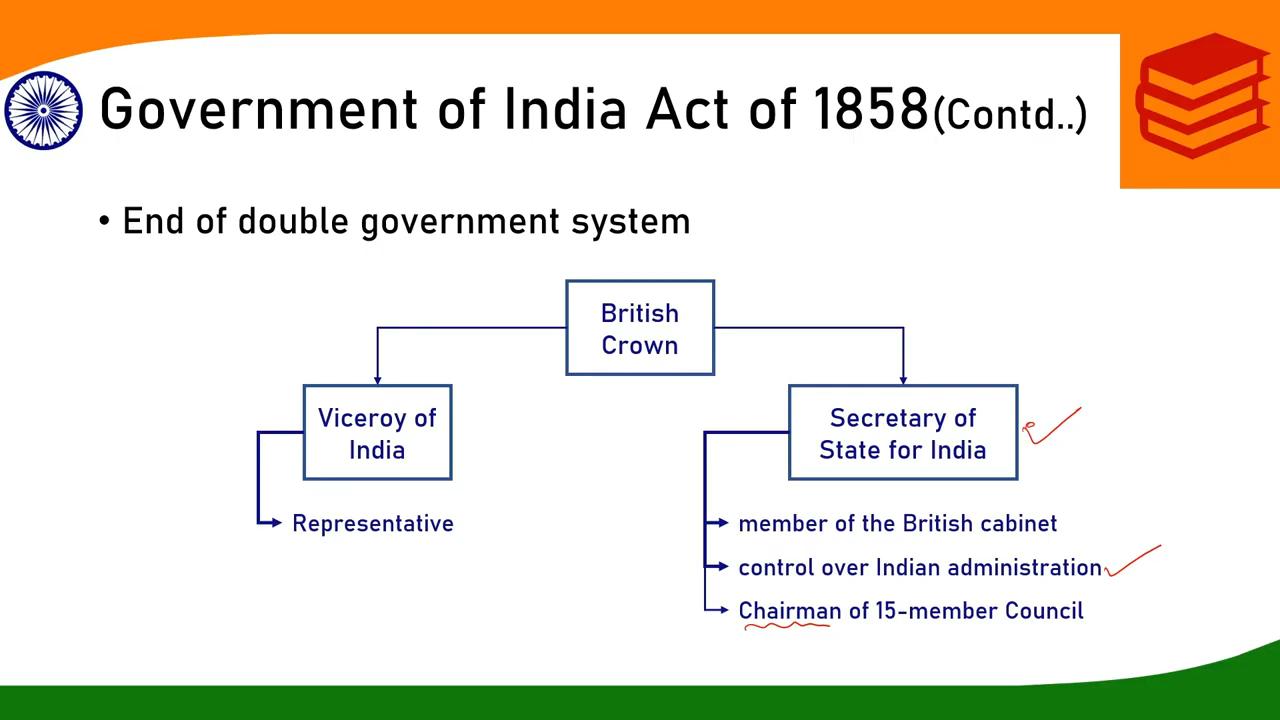 Government of India Act of 1858(Contd..)
• End of double government system
British
Crown
Viceroy of
India
Secretary of
State for India
Representative
member of the British cabinet
control over Indian administration
Chairman of 15-member Council